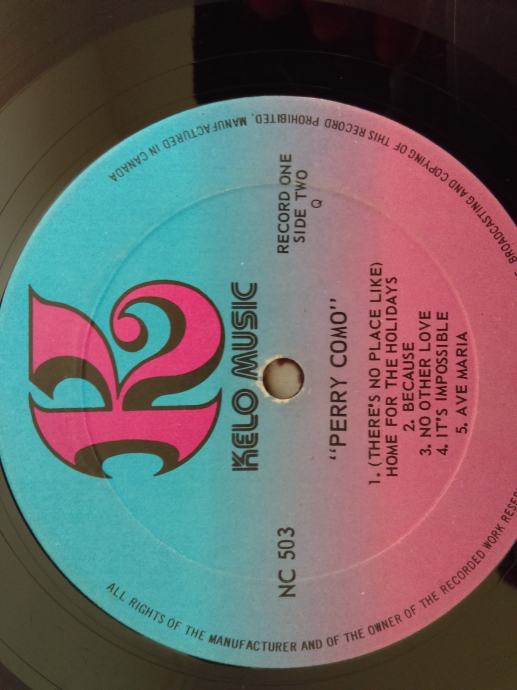 KELO MUSIC
NC 503
RECORD ONE
SIDE TWO
Q
"PERRY COMO"
1. (THERE'S NO PLACE LIKE)
HOME FOR THE HOLIDAYS
2. BECAUSE
3. NO OTHER LOVE
4. IT'S IMPOSSIBLE
5. AVE MARIA
ALL RIGHTS OF THE MANUFACTURER AND OF THE OWNER OF THE RECORDED WORK
BROADCASTING AND COPYING OF THIS RECORD PROHIBITED. MANUFACTURED IN CANADA